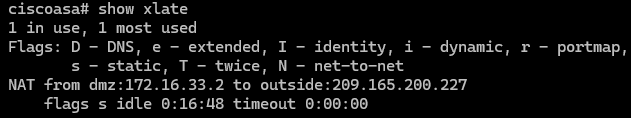 ciscoasa# show xlate
1 in use, 1 most used
Flags: D - DNS, e - extended, I - identity, i - dynamic, r - portmap,
s - static, T - twice, N - net-to-net
NAT from dmz:172.16.33.2 to outside:209.165.200.227
flags s idle 0:16:48 timeout 0:00:00